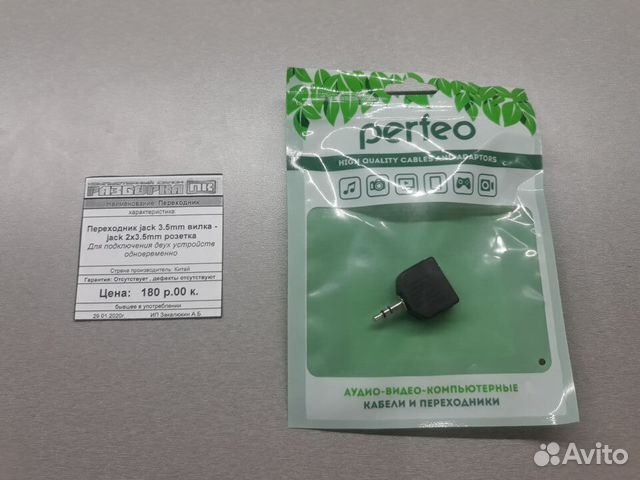 РАЗБОРКА ПК
Наименование: Переходник
характеристика:
Переходник jack 3.5mm вилка -
jack 2x3.5mm розетка
Для подключения двух устройств
одновременно
Страна производитель: Китай
Гарантия: Отсутствует , дефекты отсутствуют
Цена: 180 р.00 к.
бывшее в употреблении
29.01.2020г. ИП Закалюкин А.Б
perfeo
HIGH QUALITY CABLES AND ADAPTORS
АУДИО-ВИДЕО-КОМПЬЮТЕРНЫЕ
КАБЕЛИ И ПЕРЕХОДНИКИ
Avito